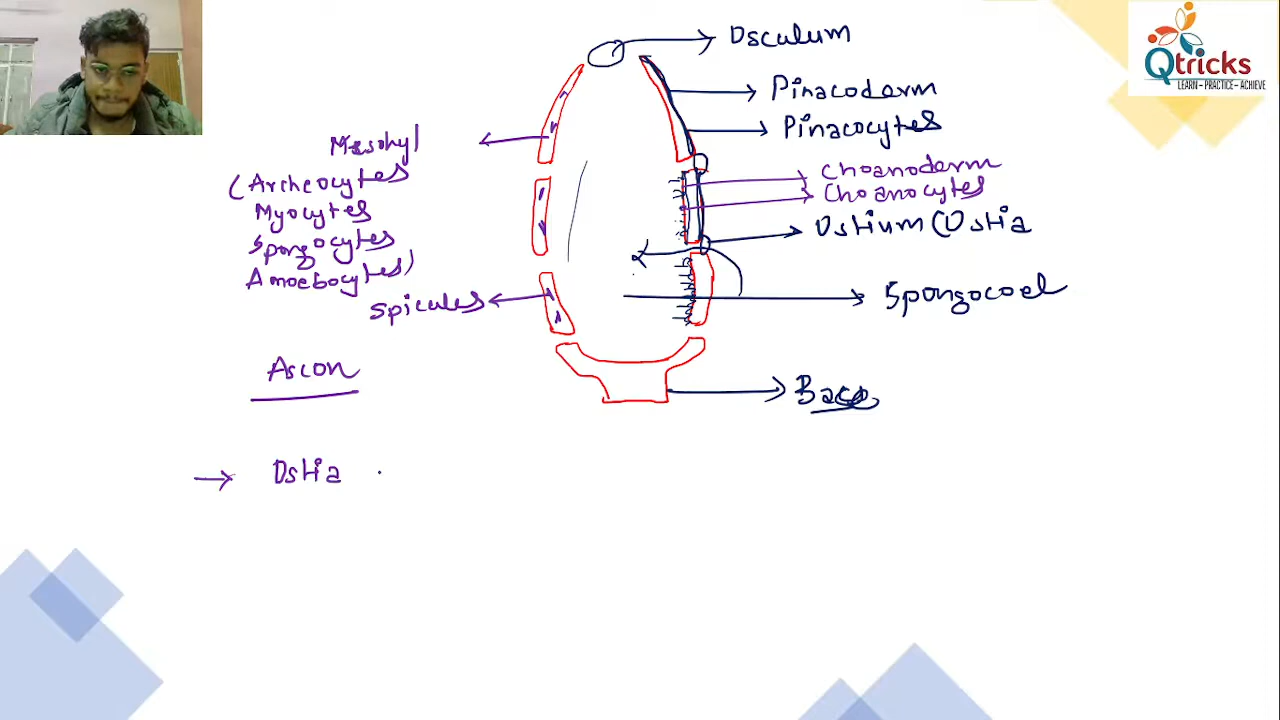 Osculum
Qtricks
LEARN – PRACTICE – ACHIEVE
Pinacoderm
Pinacocytes
Mesohyl
(Archeocytes
Myocytes
Spongocytes
Amoebocytes)
Choanoderm
Choanocytes
Ostium (Ostia
Spicules
Spongocoel
Ascon
Base
→ Ostia